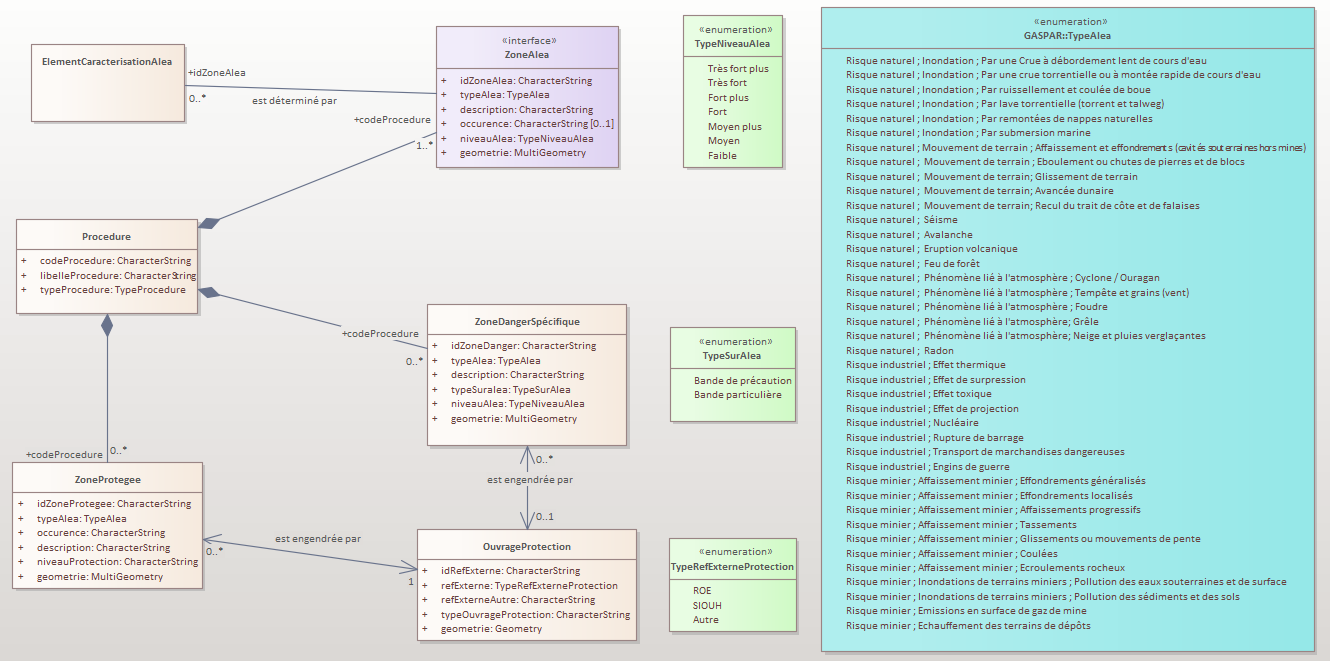 ElementCaracterisationAlea
+idZoneAlea
0..*
est déterminé par
«interface»
ZoneAlea
+ idZoneAlea: CharacterString
+ typeAlea: TypeAlea
+ description: CharacterString
+ occurence: CharacterString [0..1]
+ niveauAlea: TypeNiveauAlea
+ geometrie: MultiGeometry
+codeProcedure
1..*
Procedure
+ codeProcedure: CharacterString
+ libelleProcedure: CharacterString
+ typeProcedure: TypeProcedure
+codeProcedure
0..*
ZoneDangerSpécifique
+ idZoneDanger: CharacterString
+ typeAlea: TypeAlea
+ description: CharacterString
+ typeSuralea: TypeSurAlea
+ niveauAlea: TypeNiveauAlea
+ geometrie: MultiGeometry
+codeProcedure
0..*
ZoneProtegee
+ idZoneProtegee: CharacterString
+ typeAlea: TypeAlea
+ occurence: CharacterString
+ description: CharacterString
+ niveauProtection: CharacterString
+ geometrie: MultiGeometry
0..*
est engendrée par
0..1
0..*
est engendrée par
1
OuvrageProtection
+ idRefExterne: CharacterString
+ refExterne: TypeRefExterneProtection
+ refExterneAutre: CharacterString
+ typeOuvrageProtection: CharacterString
+ geometrie: Geometry
«enumeration»
TypeNiveauAlea
Très fort plus
Très fort
Fort plus
Fort
Moyen plus
Moyen
Faible
«enumeration»
TypeSurAlea
Bande de précaution
Bande particulière
«enumeration»
TypeRefExterneProtection
ROE
SIOUH
Autre
«enumeration»
GASPAR::TypeAlea
Risque naturel ; Inondation ; Par une Crue à débordement lent de cours d'eau
Risque naturel ; Inondation ; Par une crue torrentielle ou à montée rapide de cours d'eau
Risque naturel ; Inondation ; Par ruissellement et coulée de boue
Risque naturel ; Inondation ; Par lave torrentielle (torrent et talweg)
Risque naturel ; Inondation ; Par remontées de nappes naturelles
Risque naturel ; Inondation ; Par submersion marine
Risque naturel ; Mouvement de terrain ; Affaissement et effondrements (cavités souterraines hors mines)
Risque naturel ; Mouvement de terrain ; Eboulement ou chutes de pierres et de blocs
Risque naturel ; Mouvement de terrain; Glissement de terrain
Risque naturel ; Mouvement de terrain; Avancée dunaire
Risque naturel ; Mouvement de terrain; Recul du trait de côte et de falaises
Risque naturel ; Séisme
Risque naturel ; Avalanche
Risque naturel ; Eruption volcanique
Risque naturel ; Feu de forêt
Risque naturel ; Phénomène lié à l'atmosphère ; Cyclone / Ouragan
Risque naturel ; Phénomène lié à l'atmosphère ; Tempête et grains (vent)
Risque naturel ; Phénomène lié à l'atmosphère ; Foudre
Risque naturel ; Phénomène lié à l'atmosphère; Grêle
Risque naturel ; Phénomène lié à l'atmosphère; Neige et pluies verglaçantes
Risque naturel ; Radon
Risque industriel ; Effet thermique
Risque industriel ; Effet de surpression
Risque industriel ; Effet toxique
Risque industriel ; Effet de projection
Risque industriel ; Nucléaire
Risque industriel ; Rupture de barrage
Risque industriel ; Transport de marchandises dangereuses
Risque industriel ; Engins de guerre
Risque minier ; Affaissement minier ; Effondrements généralisés
Risque minier ; Affaissement minier ; Effondrements localisés
Risque minier ; Affaissement minier ; Affaissements progressifs
Risque minier ; Affaissement minier ; Tassements
Risque minier ; Affaissement minier ; Glissements ou mouvements de pente
Risque minier ; Affaissement minier ; Coulées
Risque minier ; Affaissement minier ; Ecroulements rocheux
Risque minier ; Inondations de terrains miniers ; Pollution des eaux souterraines et de surface
Risque minier ; Inondations de terrains miniers ; Pollution des sédiments et des sols
Risque minier ; Emissions en surface de gaz de mine
Risque minier ; Echauffement des terrains de dépôts